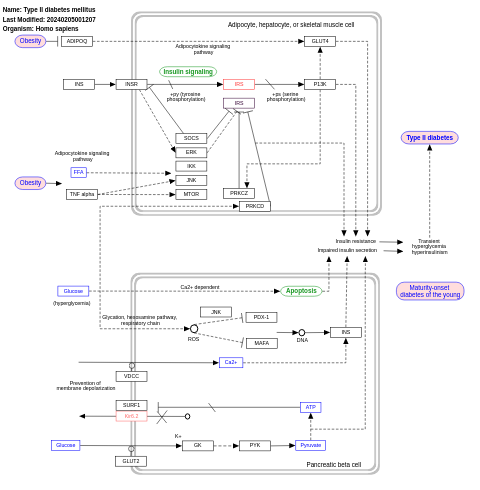 Name: Type II diabetes mellitus
Last Modified: 20240205001207
Organism: Homo sapiens
Adipocyte, hepatocyte, or skeletal muscle cell
Obesity
ADIPOQ
GLUT4
Adipocytokine signaling
pathway
Insulin signaling
INS
INSR
IRS
P13K
+py (tyrosine
phosphorylation)
+ps (serine
phosphorylation)
IRS
SOCS
ERK
IKK
JNK
MTOR
Type II diabetes
Adipocytokine signaling
pathway
FFA
Obesity
TNF alpha
PRKCZ
PRKCD
Insulin resistance
Impaired insulin secretion
Transient
hyperglycemia
hyperinsulinism
Glucose
(hyperglycemia)
Ca2+ dependent
Apoptosis
Maturity-onset
diabetes of the young
Glycation, hexosamine pathway,
respiratory chain
JNK
PDX-1
ROS
MAFA
DNA
INS
Ca2+
VDCC
Prevention of
membrane depolarization
SURF1
Kir6.2
ATP
K+
Glucose
GK
PYK
Pyruvate
GLUT2
Pancreatic beta cell